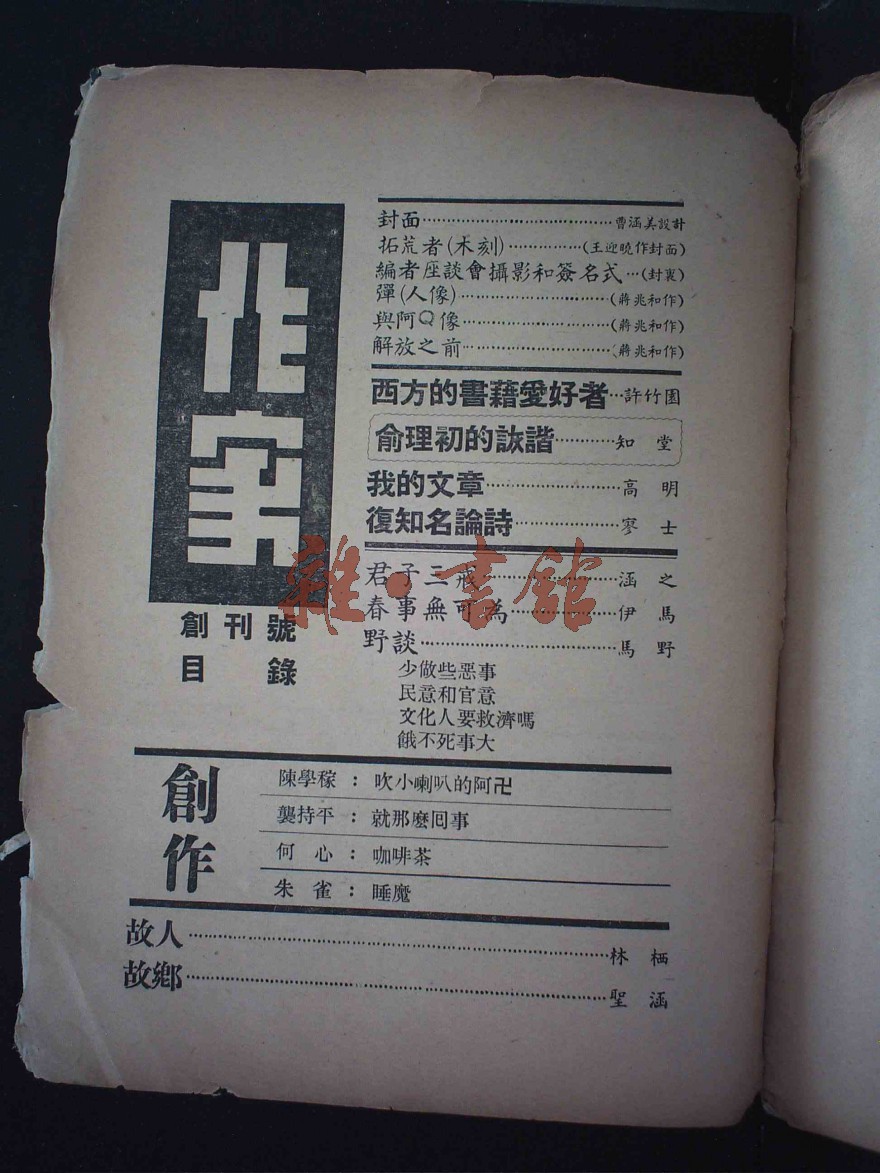 作家
創刊號
目錄
封面……曹涵美設計
拓荒者(木刻)……(王迎曉作封面)
編者座談會攝影和簽名式…(封裏)
彈(人像)……(蔣兆和作)
與阿Q像……(蔣兆和作)
解放之前……(蔣兆和作)
西方的書藉愛好者…許竹園
俞理初的詼諧……知堂
我的文章……高明
復知名論詩……寥士
君子三戒……涵之
春事無可為……伊馬
野談……馬野
少做些惡事
民意和官意
文化人要救濟嗎
餓不死事大
創作
陳學稼：吹小喇叭的阿卍
龔持平：就那麼囘事
何心：咖啡茶
朱雀：睡魔
故人……林栖
故鄉……聖涵
雜·書館